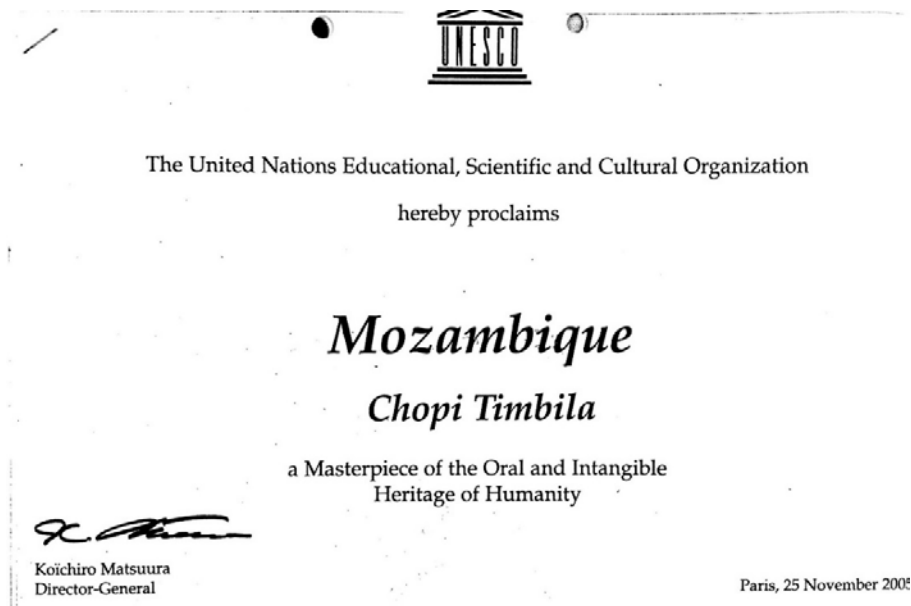 UNESCO
The United Nations Educational, Scientific and Cultural Organization
hereby proclaims
Mozambique
Chopi Timbila
a Masterpiece of the Oral and Intangible
Heritage of Humanity
Koïchiro Matsuura
Director-General
Paris, 25 November 2005